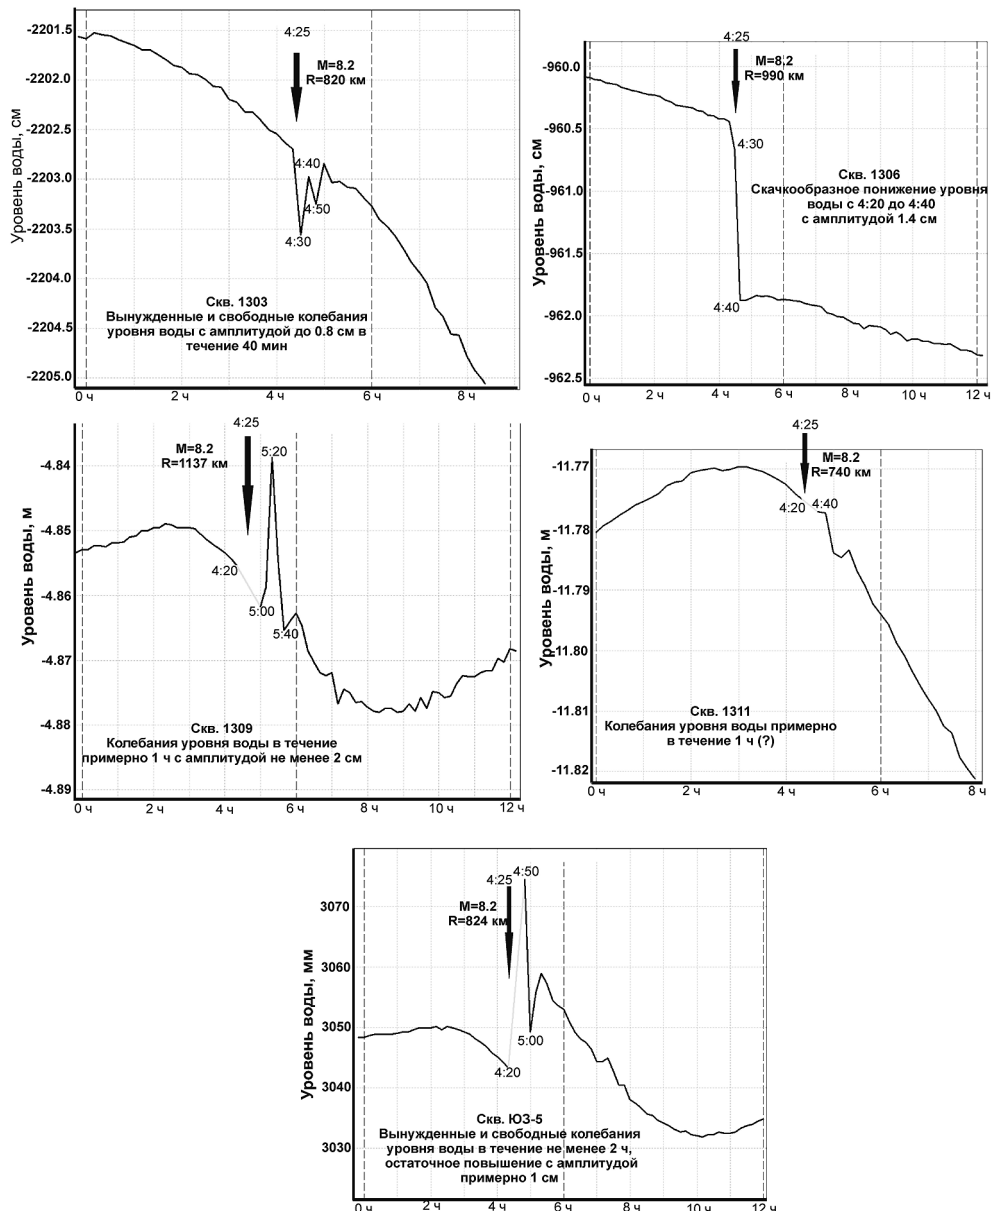 4:25
-2201.5
M=8.2
R=820 км
-2202.0
-2202.5
4:40
-2203.0
4:50
-2203.5
4:30
-2204.0
Скв. 1303
Вынужденные и свободные колебания
уровня воды с амплитудой до 0.8 см в
течение 40 мин
-2204.5
-2205.0
Уровень воды, см
0 ч 2 ч 4 ч 6 ч 8 ч
4:25
-960.0
M=8.2
R=990 км
-960.5
4:30
-961.0
Скв. 1306
Скачкообразное понижение уровня
воды с 4:20 до 4:40
с амплитудой 1.4 см
-961.5
4:40
-962.0
-962.5
Уровень воды, см
0 ч 2 ч 4 ч 6 ч 8 ч 10 ч 12 ч
4:25
M=8.2
R=1137 км
5:20
-4.84
-4.85
4:20
-4.86
5:00
5:40
-4.87
-4.88
Скв. 1309
Колебания уровня воды в течение
примерно 1 ч с амплитудой не менее 2 см
-4.89
Уровень воды, м
0 ч 2 ч 4 ч 6 ч 8 ч 10 ч 12 ч
4:25
M=8.2
R=740 км
-11.77
4:20 4:40
-11.78
-11.79
-11.80
-11.81
Скв. 1311
Колебания уровня воды примерно
в течение 1 ч (?)
-11.82
Уровень воды, м
0 ч 2 ч 4 ч 6 ч 8 ч
4:25 4:50
M=8.2
R=824 км
3070
3060
3050
5:00
4:20
3040
3030
Скв. ЮЗ-5
Вынужденные и свободные колебания
уровня воды в течение не менее 2 ч,
остаточное повышение с амплитудой
примерно 1 см
Уровень воды, мм
0 ч 2 ч 4 ч 6 ч 8 ч 10 ч 12 ч